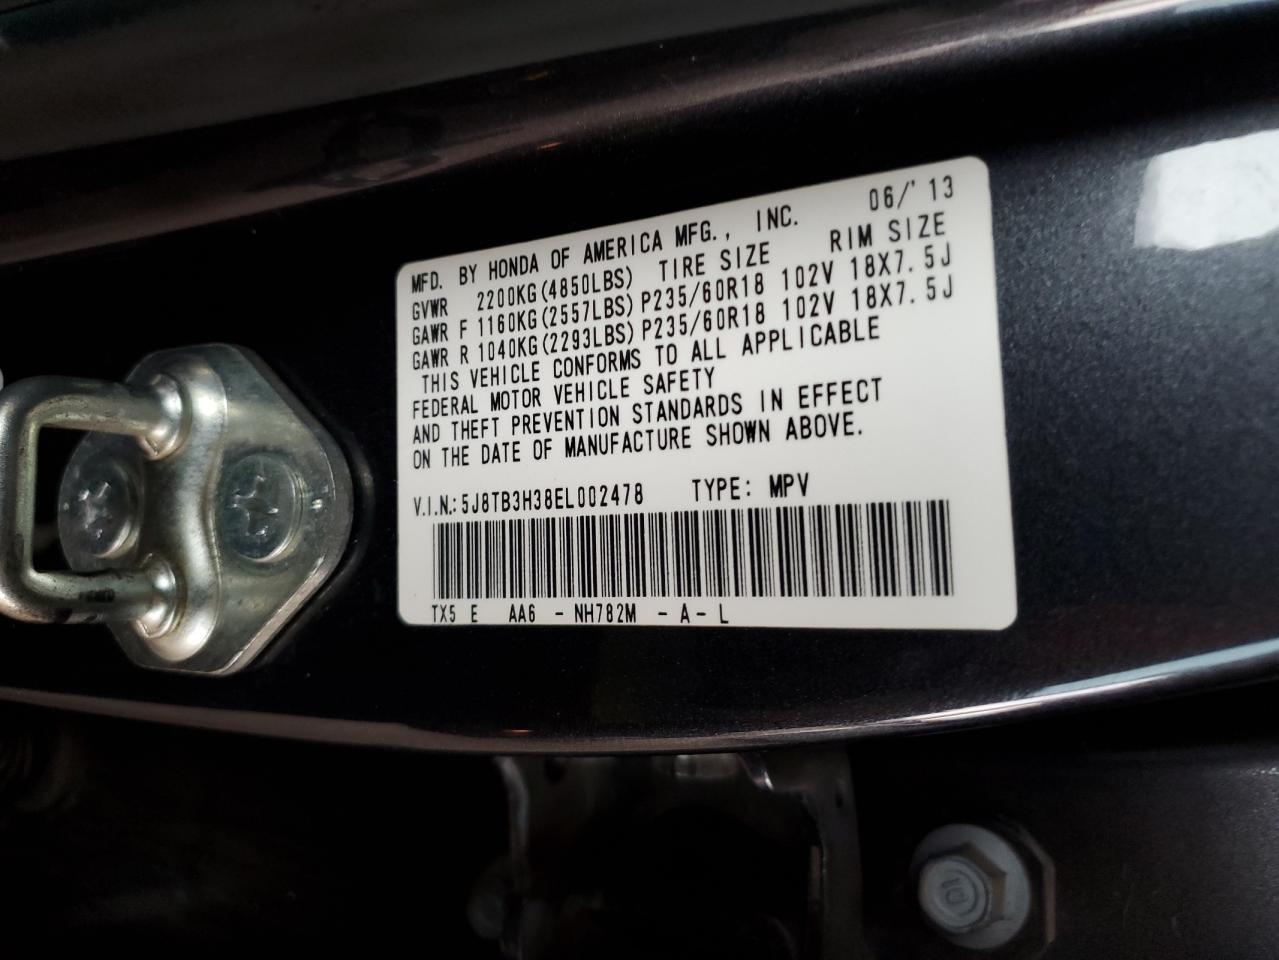 MFD. BY HONDA OF AMERICA MFG., INC. 06/'13
GVWR 2200KG(4850LBS) TIRE SIZE RIM SIZE
GAWR F 1160KG(2557LBS) P235/60R18 102V 18X7.5J
GAWR R 1040KG(2293LBS) P235/60R18 102V 18X7.5J
THIS VEHICLE CONFORMS TO ALL APPLICABLE
FEDERAL MOTOR VEHICLE SAFETY
AND THEFT PREVENTION STANDARDS IN EFFECT
ON THE DATE OF MANUFACTURE SHOWN ABOVE.
V.I.N.: 5J8TB3H38EL002478 TYPE: MPV
TX5 E AA6 - NH782M - A - L